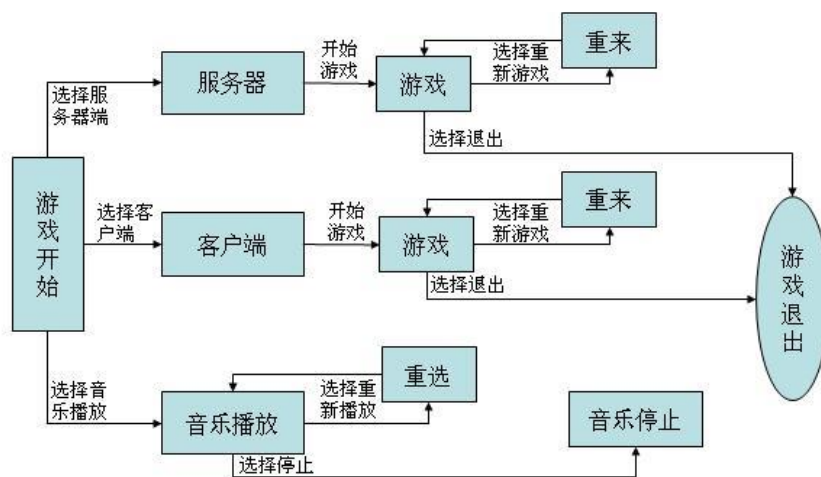 开始
游戏
选择重
新游戏
重来
服务器
游戏
选择服
务器端
选择退出
游
戏
开
始
选择客
户端
客户端
开始
游戏
游戏
选择重
新游戏
重来
选择退出
游
戏
退
出
选择音
乐播放
音乐播放
选择重
新播放
重选
选择停止
音乐停止